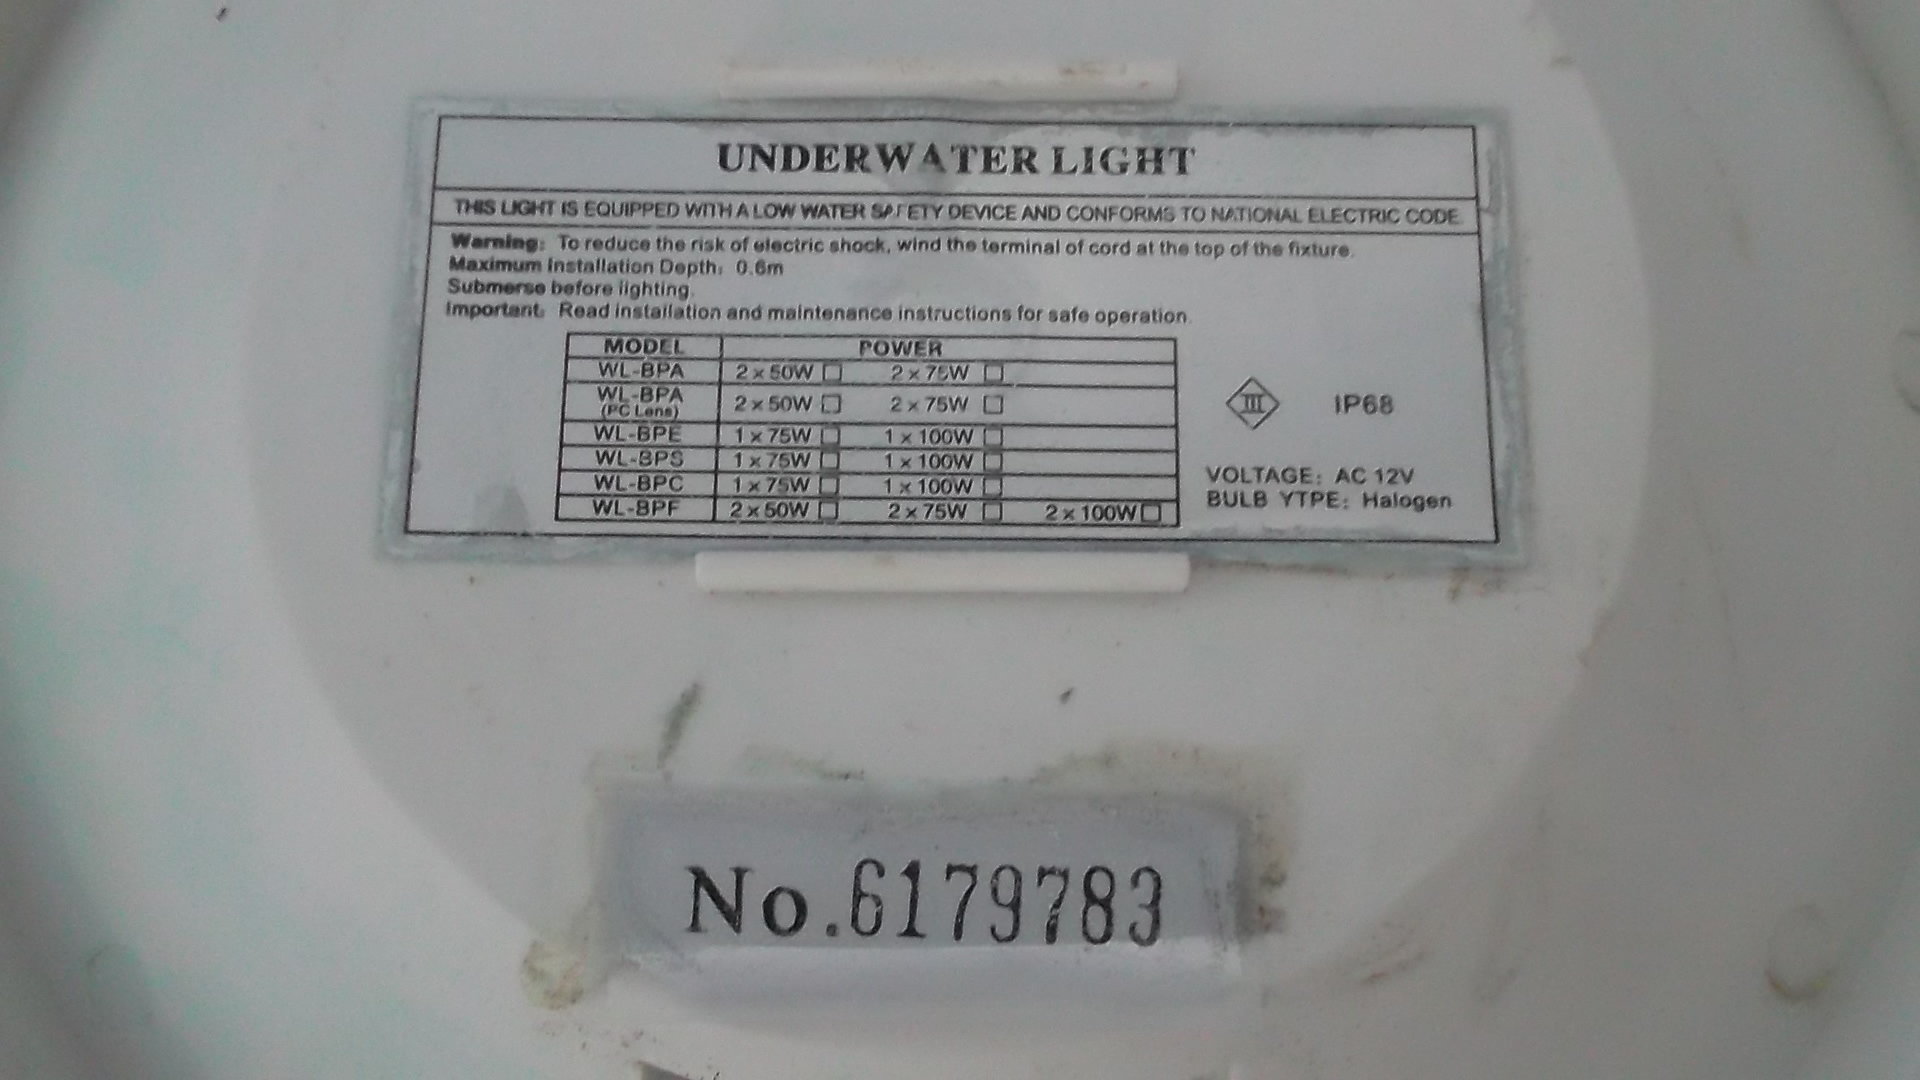 UNDERWATER LIGHT
THIS LIGHT IS EQUIPPED WITH A LOW WATER SAFETY DEVICE AND CONFORMS TO NATIONAL ELECTRIC CODE.
Warning: To reduce the risk of electric shock, wind the terminal of cord at the top of the fixture.
Maximum Installation Depth: 0.6m
Submerse before lighting.
Important: Read installation and maintenance instructions for safe operation.
MODEL POWER
WL-BPA 2×50W □ 2×75W □
WL-BPA (PC Lens) 2×50W □ 2×75W □
WL-BPE 1×75W □ 1×100W □
WL-BPS 1×75W □ 1×100W □
WL-BPC 1×75W □ 1×100W □
WL-BPF 2×50W □ 2×75W □ 2×100W □
III IP68
VOLTAGE: AC 12V
BULB YTPE: Halogen
No.6179783